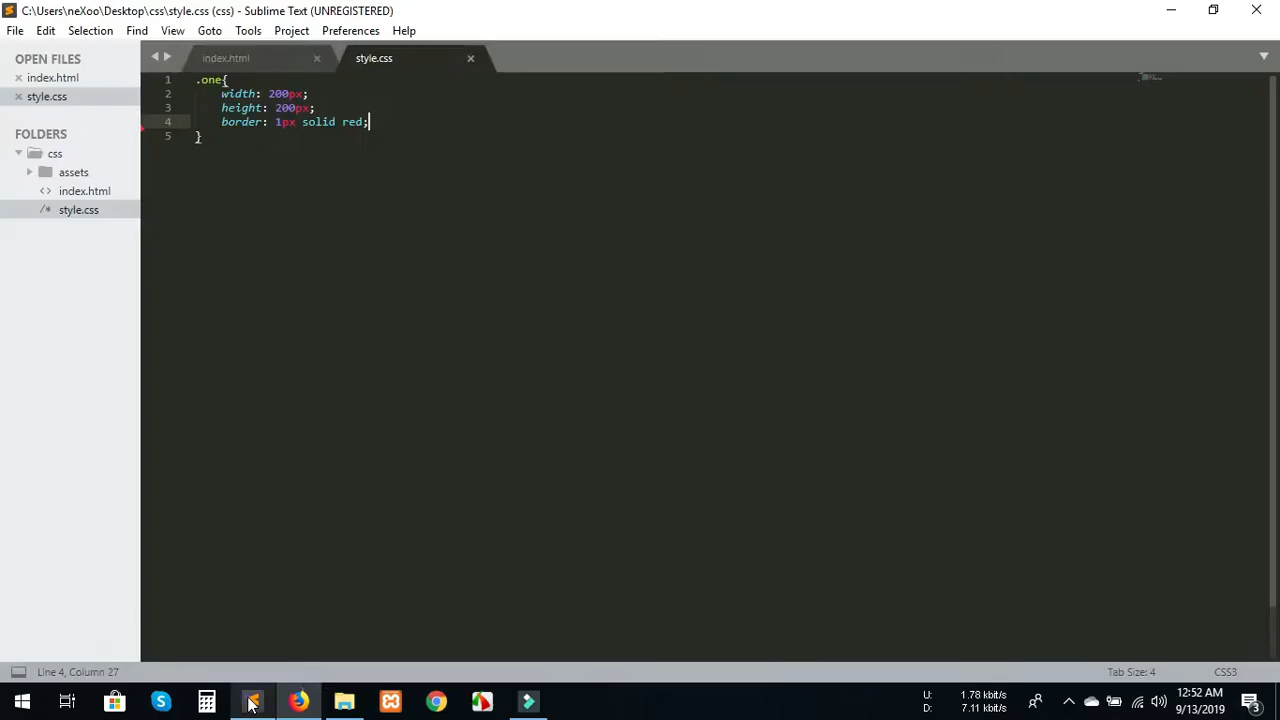 C:\Users\neXoo\Desktop\css\style.css (css) - Sublime Text (UNREGISTERED)
File Edit Selection Find View Goto Tools Project Preferences Help
OPEN FILES
index.html
style.css
FOLDERS
css
assets
index.html
style.css
index.html
style.css
1 .one{
2 width: 200px;
3 height: 200px;
4 border: 1px solid red;
5 }
Line 4, Column 27
Tab Size: 4
CSS3
U: 1.78 kbit/s
D: 7.11 kbit/s
12:52 AM
9/13/2019
3